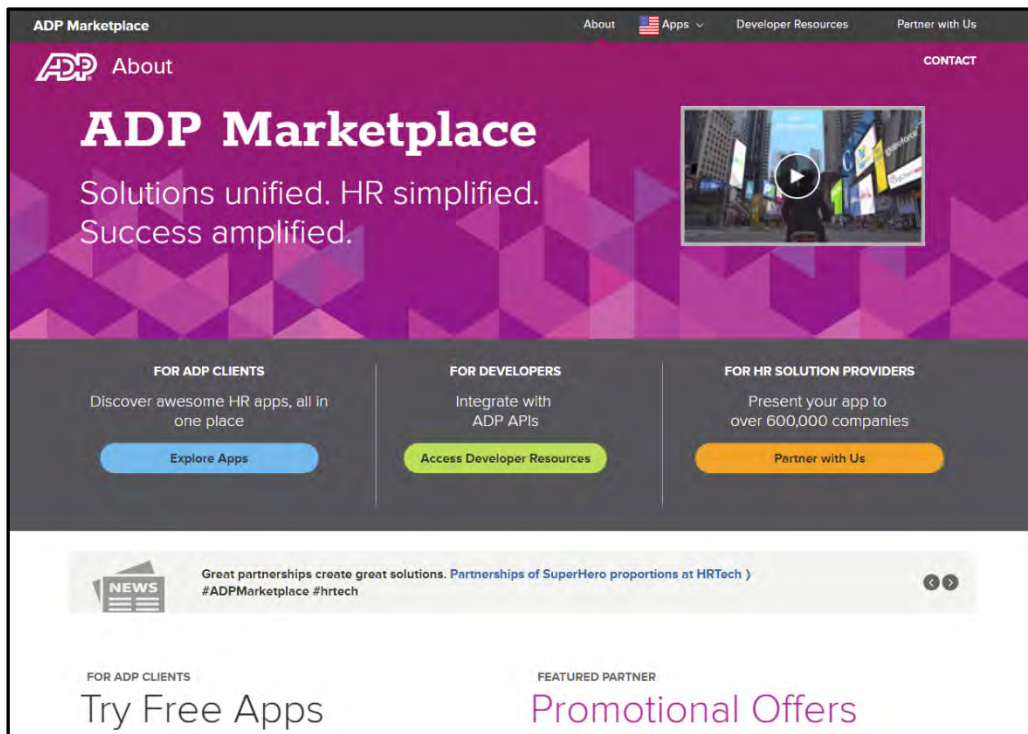 ADP Marketplace
About
Apps
Developer Resources
Partner with Us
ADP About
CONTACT
ADP Marketplace
Solutions unified. HR simplified.
Success amplified.
FOR ADP CLIENTS
Discover awesome HR apps, all in
one place
Explore Apps
FOR DEVELOPERS
Integrate with
ADP APIs
Access Developer Resources
FOR HR SOLUTION PROVIDERS
Present your app to
over 600,000 companies
Partner with Us
NEWS
Great partnerships create great solutions. Partnerships of SuperHero proportions at HRTech ⟩
#ADPMarketplace #hrtech
FOR ADP CLIENTS
Try Free Apps
FEATURED PARTNER
Promotional Offers